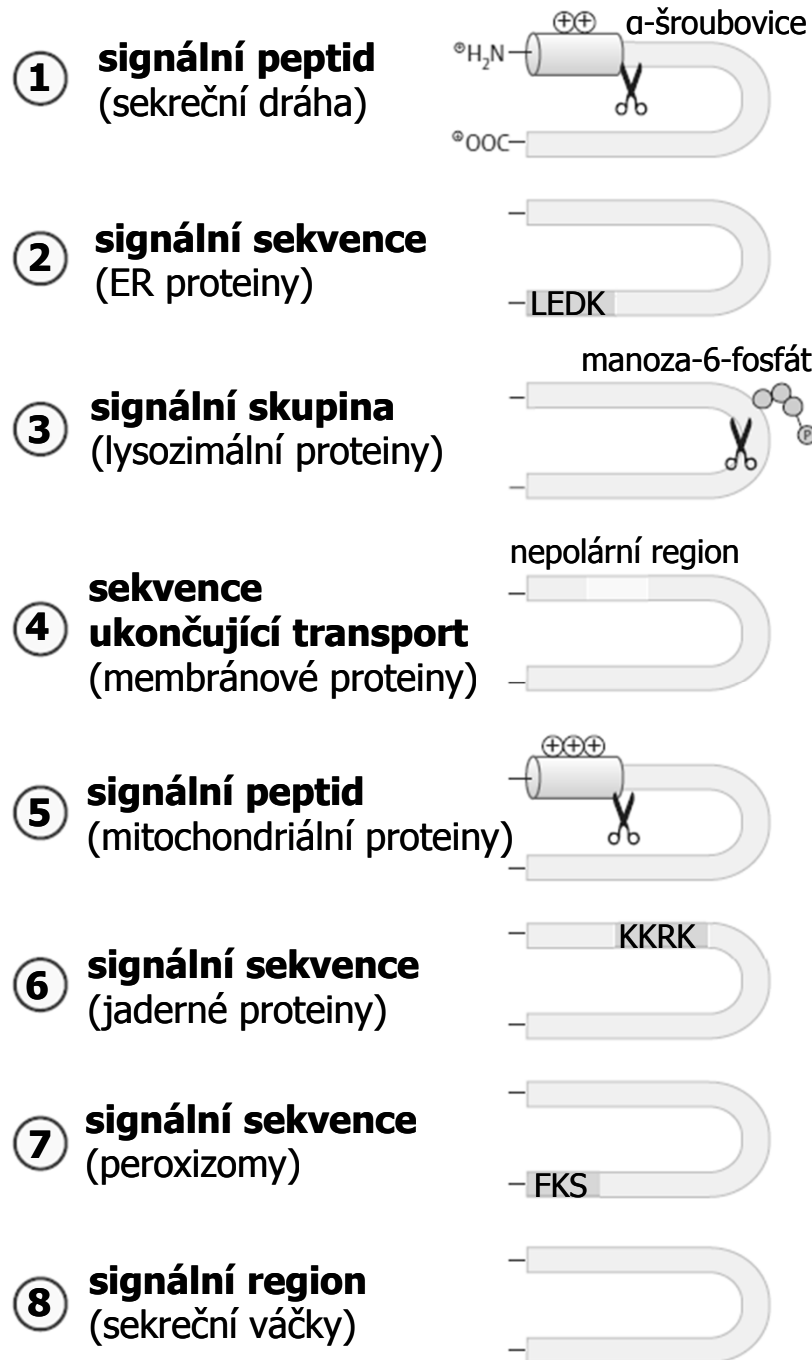 α-šroubovice
⊕⊕
⊕H₂N
1 signální peptid
(sekreční dráha)
⊕OOC
2 signální sekvence
(ER proteiny)
LEDK
manoza-6-fosfát
3 signální skupina
(lysozimální proteiny)
P
nepolární region
4 sekvence
ukončující transport
(membránové proteiny)
⊕⊕⊕
5 signální peptid
(mitochondriální proteiny)
KKRK
6 signální sekvence
(jaderné proteiny)
7 signální sekvence
(peroxizomy)
FKS
8 signální region
(sekreční váčky)